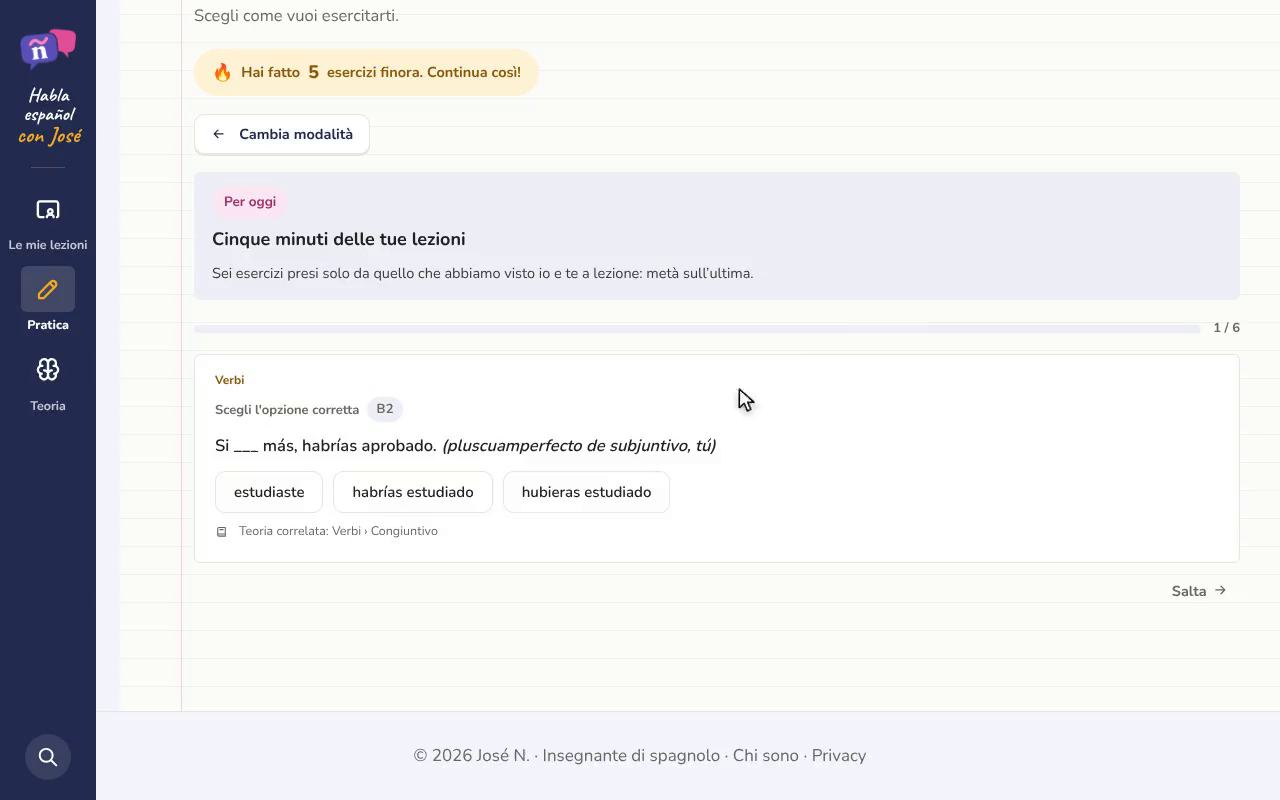 ñ
Habla
español
con José
Le mie lezioni
Pratica
Teoria
Scegli come vuoi esercitarti.
🔥 Hai fatto 5 esercizi finora. Continua così!
← Cambia modalità
Per oggi
Cinque minuti delle tue lezioni
Sei esercizi presi solo da quello che abbiamo visto io e te a lezione: metà sull'ultima.
1 / 6
Verbi
Scegli l'opzione corretta B2
Si ___ más, habrías aprobado. (pluscuamperfecto de subjuntivo, tú)
estudiaste habrías estudiado hubieras estudiado
Teoria correlata: Verbi › Congiuntivo
Salta →
© 2026 José N. · Insegnante di spagnolo · Chi sono · Privacy